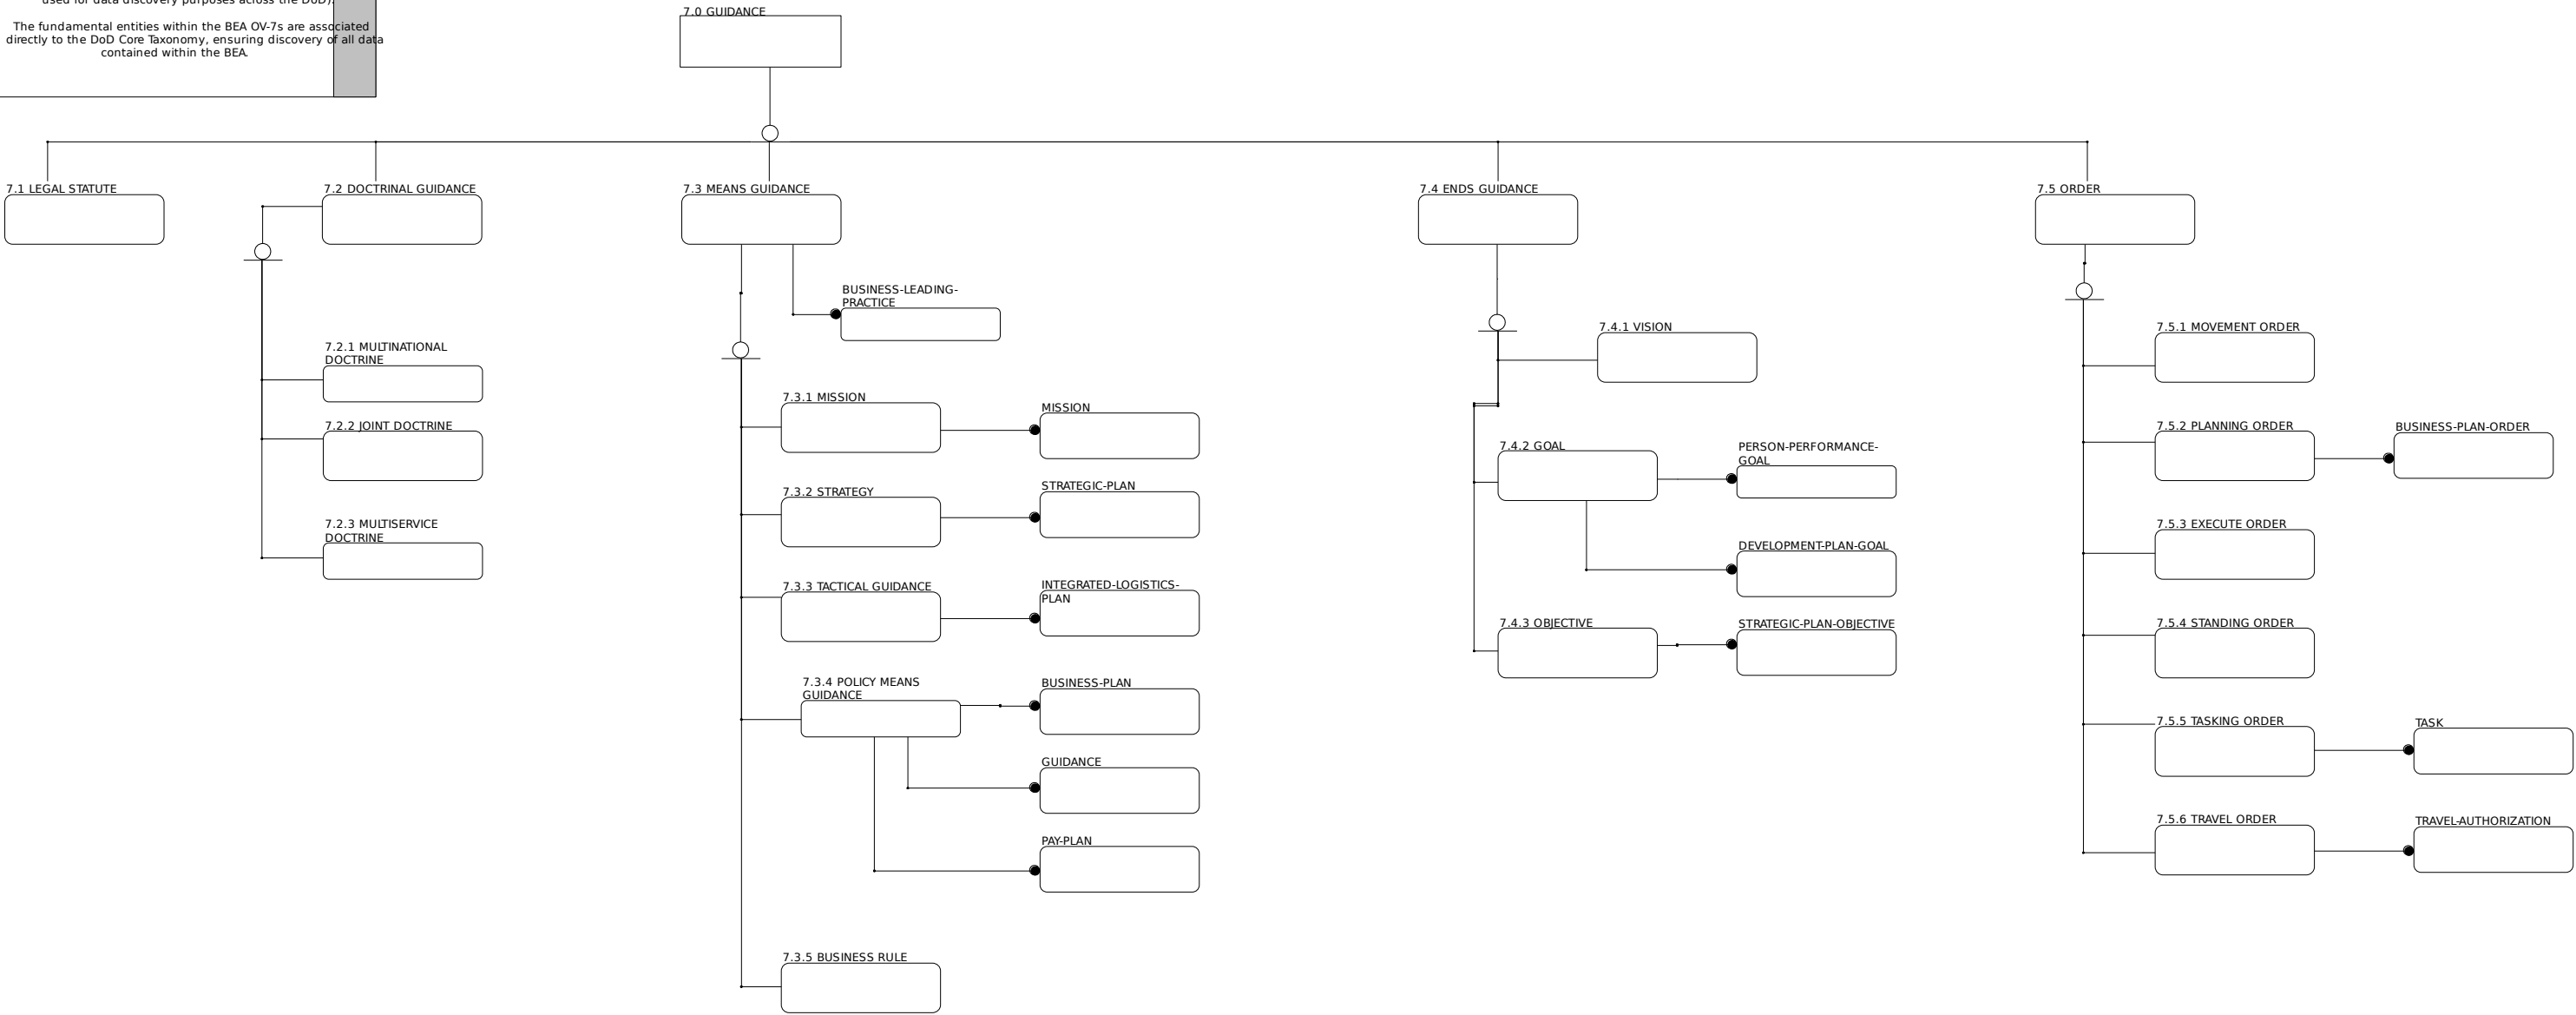 used for data discovery purposes across the DoD).
The fundamental entities within the BEA OV-7s are associated
directly to the DoD Core Taxonomy, ensuring discovery of all data
contained within the BEA.
7.0 GUIDANCE
7.1 LEGAL STATUTE
7.2 DOCTRINAL GUIDANCE
7.3 MEANS GUIDANCE
7.4 ENDS GUIDANCE
7.5 ORDER
7.2.1 MULTINATIONAL
DOCTRINE
7.2.2 JOINT DOCTRINE
7.2.3 MULTISERVICE
DOCTRINE
BUSINESS-LEADING-
PRACTICE
7.3.1 MISSION
MISSION
7.3.2 STRATEGY
STRATEGIC-PLAN
7.3.3 TACTICAL GUIDANCE
INTEGRATED-LOGISTICS-
PLAN
7.3.4 POLICY MEANS
GUIDANCE
BUSINESS-PLAN
GUIDANCE
PAY-PLAN
7.3.5 BUSINESS RULE
7.4.1 VISION
7.4.2 GOAL
PERSON-PERFORMANCE-
GOAL
DEVELOPMENT-PLAN-GOAL
7.4.3 OBJECTIVE
STRATEGIC-PLAN-OBJECTIVE
7.5.1 MOVEMENT ORDER
7.5.2 PLANNING ORDER
BUSINESS-PLAN-ORDER
7.5.3 EXECUTE ORDER
7.5.4 STANDING ORDER
7.5.5 TASKING ORDER
TASK
7.5.6 TRAVEL ORDER
TRAVEL-AUTHORIZATION